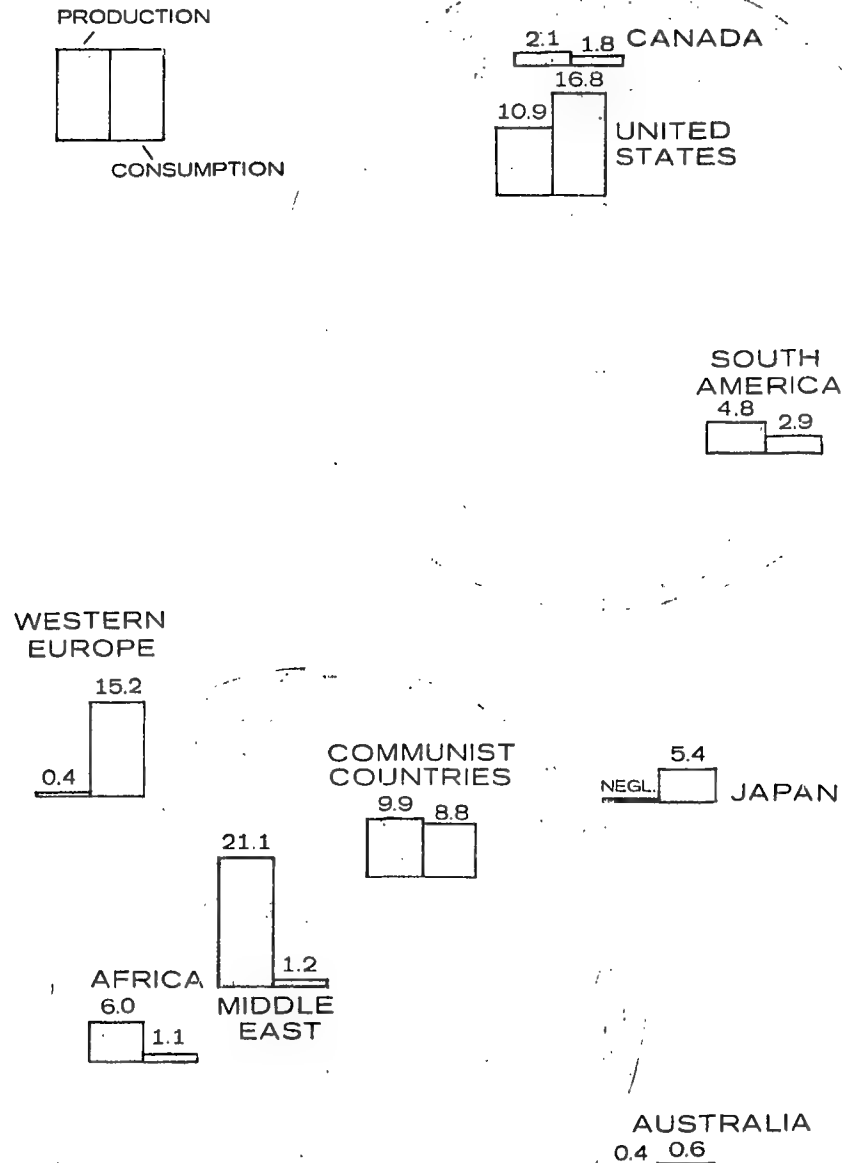 PRODUCTION
CONSUMPTION
2.1 1.8 CANADA
16.8
10.9
UNITED
STATES
SOUTH
AMERICA
4.8 2.9
WESTERN
EUROPE
15.2
0.4
COMMUNIST
COUNTRIES
9.9 8.8
5.4
NEGL. JAPAN
21.1
1.2
MIDDLE
EAST
AFRICA
6.0
1.1
AUSTRALIA
0.4 0.6